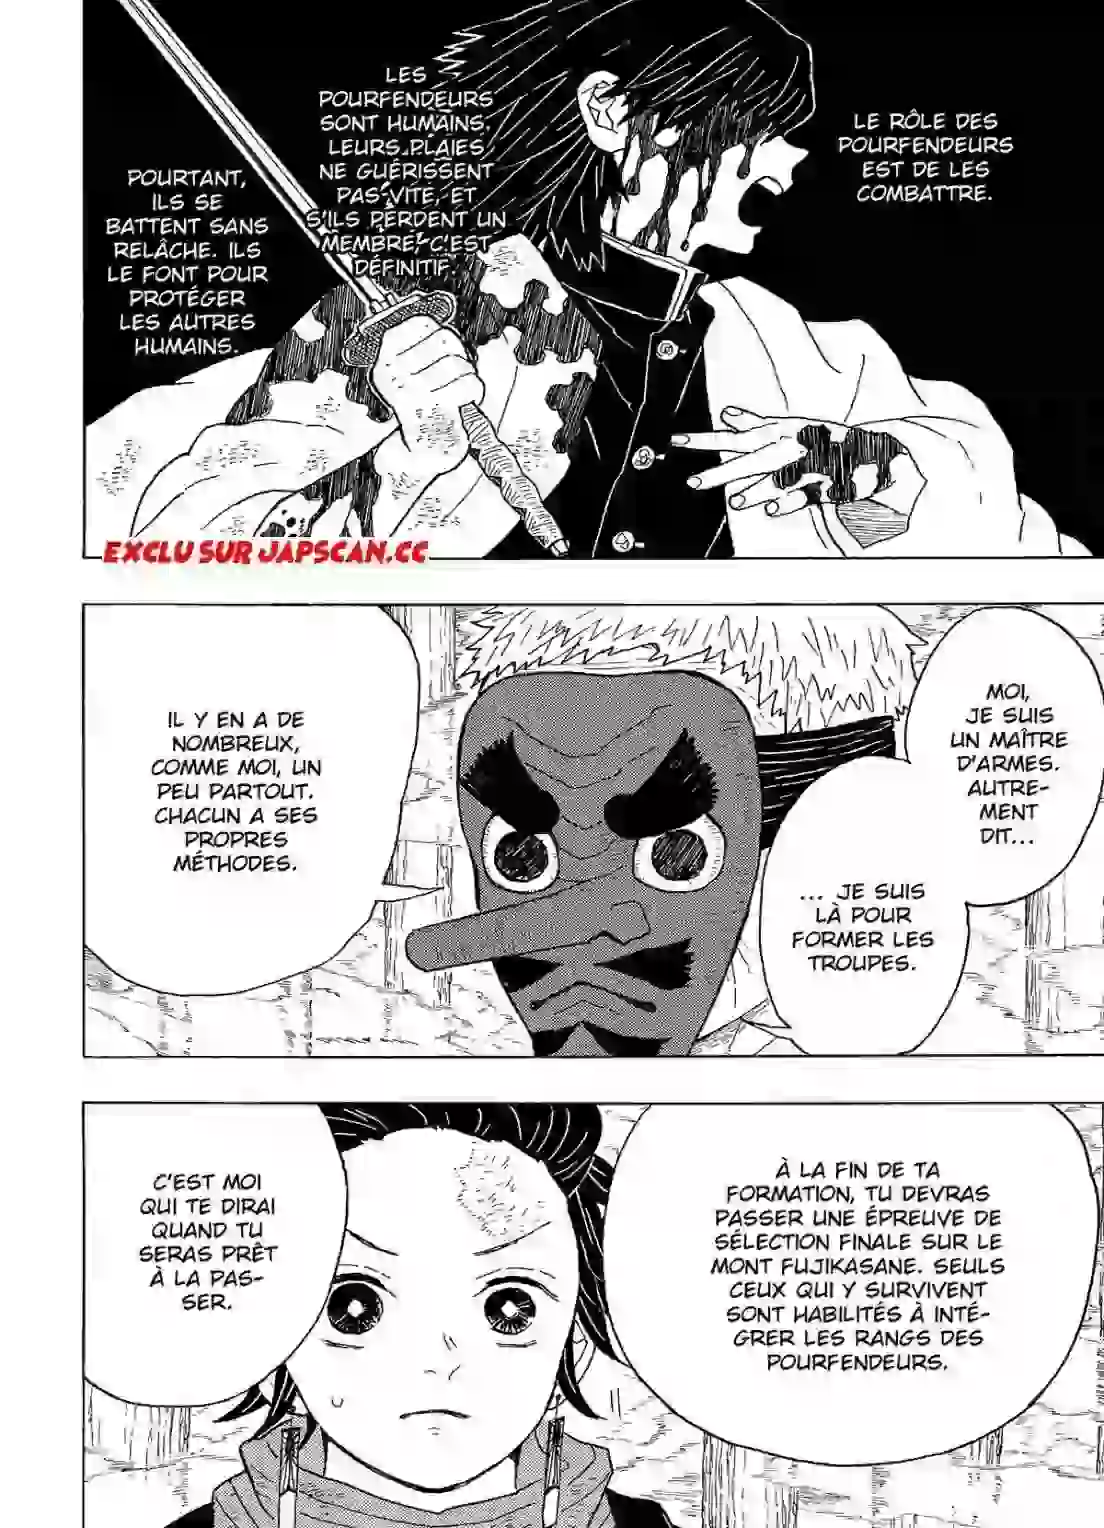 LE RÔLE DES
POURFENDEURS
EST DE LES
COMBATTRE.
LES
POURFENDEURS
SONT HUMAINS.
LEURS PLAIES
NE GUÉRISSENT
PAS VITE, ET
S'ILS PERDENT UN
MEMBRE, C'EST
DÉFINITIF.
POURTANT,
ILS SE
BATTENT SANS
RELÂCHE. ILS
LE FONT POUR
PROTÉGER
LES AUTRES
HUMAINS.
EXCLU SUR JAPSCAN.CC
MOI,
JE SUIS
UN MAÎTRE
D'ARMES.
AUTRE-
MENT
DIT...
... JE SUIS
LÀ POUR
FORMER LES
TROUPES.
IL Y EN A DE
NOMBREUX,
COMME MOI, UN
PEU PARTOUT.
CHACUN A SES
PROPRES
MÉTHODES.
À LA FIN DE TA
FORMATION, TU DEVRAS
PASSER UNE ÉPREUVE DE
SÉLECTION FINALE SUR LE
MONT FUJIKASANE. SEULS
CEUX QUI Y SURVIVENT
SONT HABILITÉS À INTÉ-
GRER LES RANGS DES
POURFENDEURS.
C'EST MOI
QUI TE DIRAI
QUAND TU
SERAS PRÊT
À LA PAS-
SER.